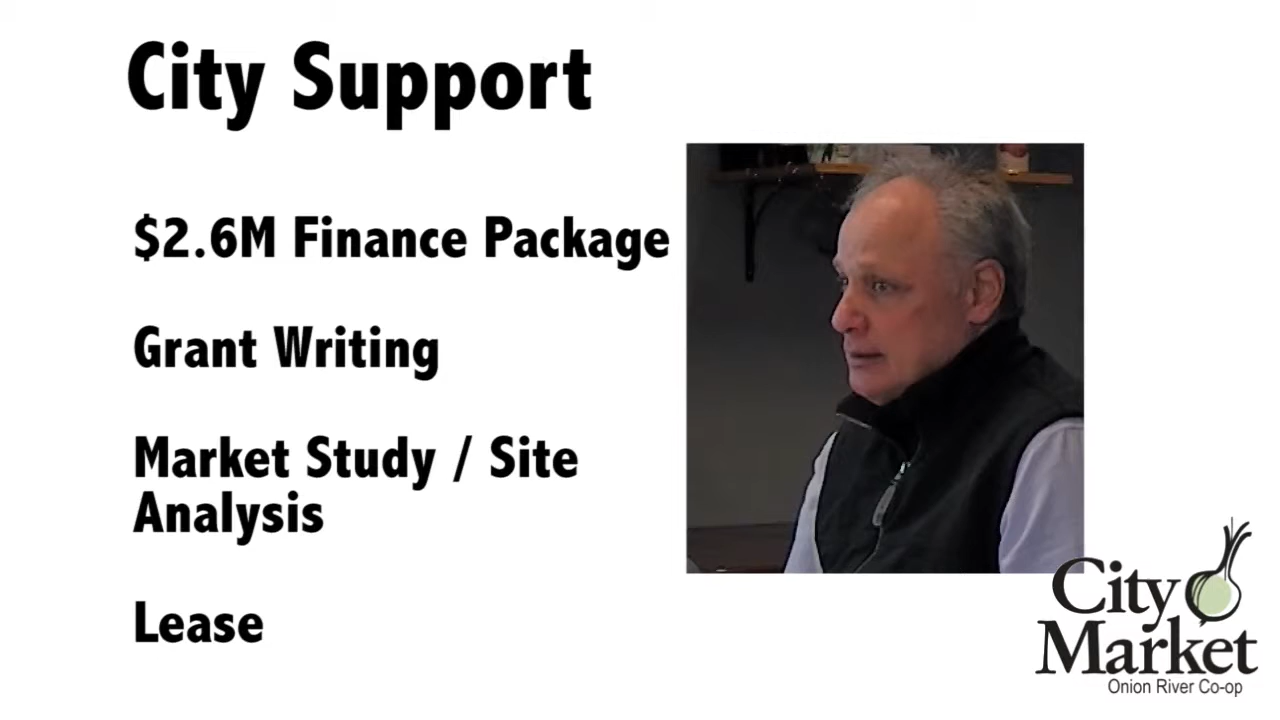 City Support
$2.6M Finance Package
Grant Writing
Market Study / Site
Analysis
Lease
City
Market
Onion River Co-op